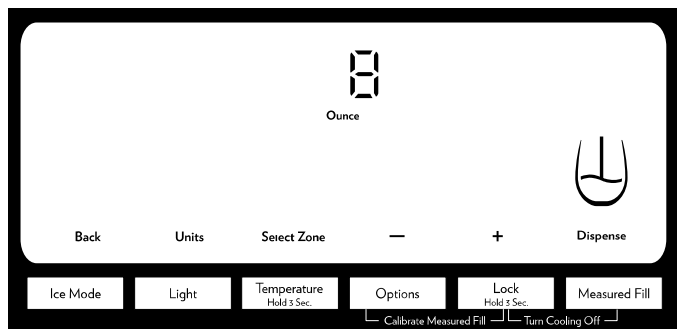 8
Ounce
Back Units Select Zone — + Dispense
Ice Mode Light Temperature Options Lock Measured Fill
Hold 3 Sec. Hold 3 Sec.
Calibrate Measured Fill Turn Cooling Off